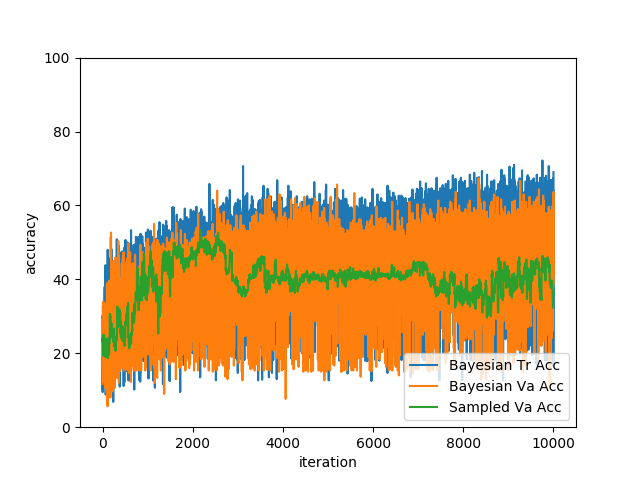 100
80
60
40
20
0
accuracy
0 2000 4000 6000 8000 10000
iteration
Bayesian Tr Acc
Bayesian Va Acc
Sampled Va Acc